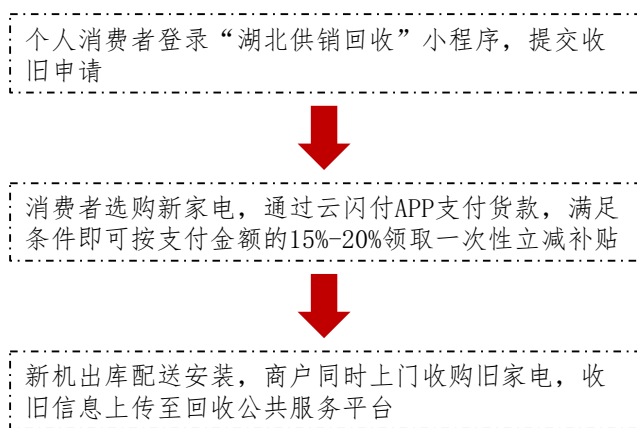 个人消费者登录“湖北供销回收”小程序，提交收
旧申请
消费者选购新家电，通过云闪付APP支付货款，满足
条件即可按支付金额的15%-20%领取一次性立减补贴
新机出库配送安装，商户同时上门收购旧家电，收
旧信息上传至回收公共服务平台